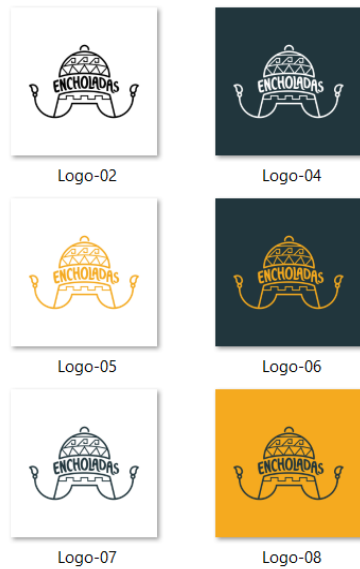 ENCHOLADAS
ENCHOLADAS
Logo-02
Logo-04
ENCHOLADAS
ENCHOLADAS
Logo-05
Logo-06
ENCHOLADAS
ENCHOLADAS
Logo-07
Logo-08